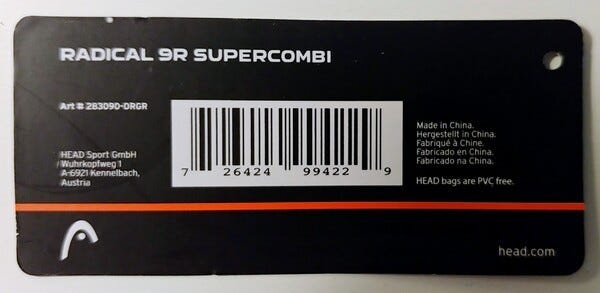 RADICAL 9R SUPERCOMBI
Art # 283090-DRGR
HEAD Sport GmbH
Wuhrkopfweg 1
A-6921 Kennelbach,
Austria
7 26424 99422 9
Made in China.
Hergestellt in China.
Fabriqué à Chine.
Fabricado en China.
Fabricado na China.
HEAD bags are PVC free.
head.com